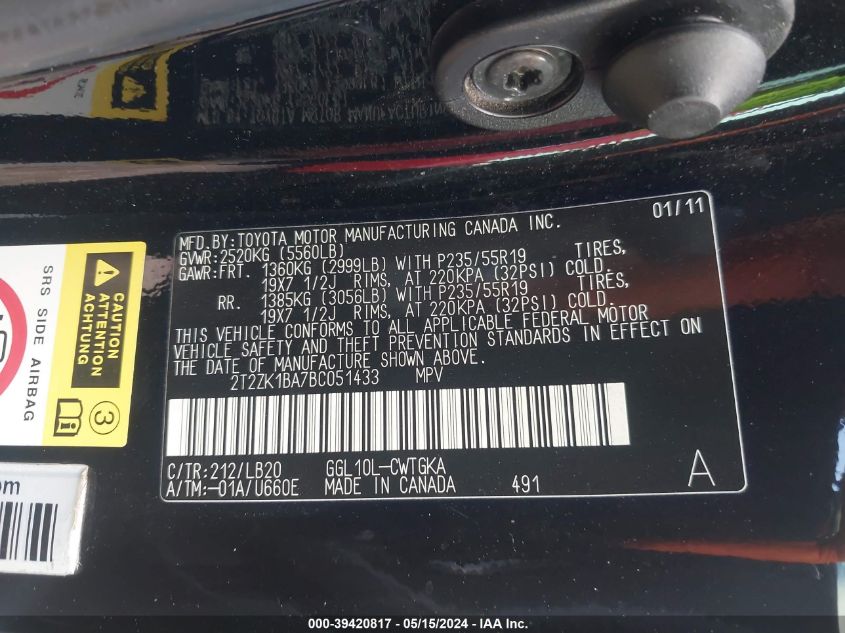 MFD.BY:TOYOTA MOTOR MANUFACTURING CANADA INC. 01/11
GVWR:2520KG (5560LB)
GAWR:FRT. 1360KG (2999LB) WITH P235/55R19 TIRES,
19X7 1/2J RIMS, AT 220KPA (32PSI) COLD.
RR. 1385KG (3056LB) WITH P235/55R19 TIRES,
19X7 1/2J RIMS, AT 220KPA (32PSI) COLD.
THIS VEHICLE CONFORMS TO ALL APPLICABLE FEDERAL MOTOR
VEHICLE SAFETY AND THEFT PREVENTION STANDARDS IN EFFECT ON
THE DATE OF MANUFACTURE SHOWN ABOVE.
2T2ZK1BA7BC051433 MPV
C/TR:212/LB20 GGL10L-CWTGKA
A/TM:-01A/U660E MADE IN CANADA 491 A
SRS SIDE AIRBAG
CAUTION
ATTENTION
ACHTUNG
3
000-39420817 - 05/15/2024 - IAA Inc.